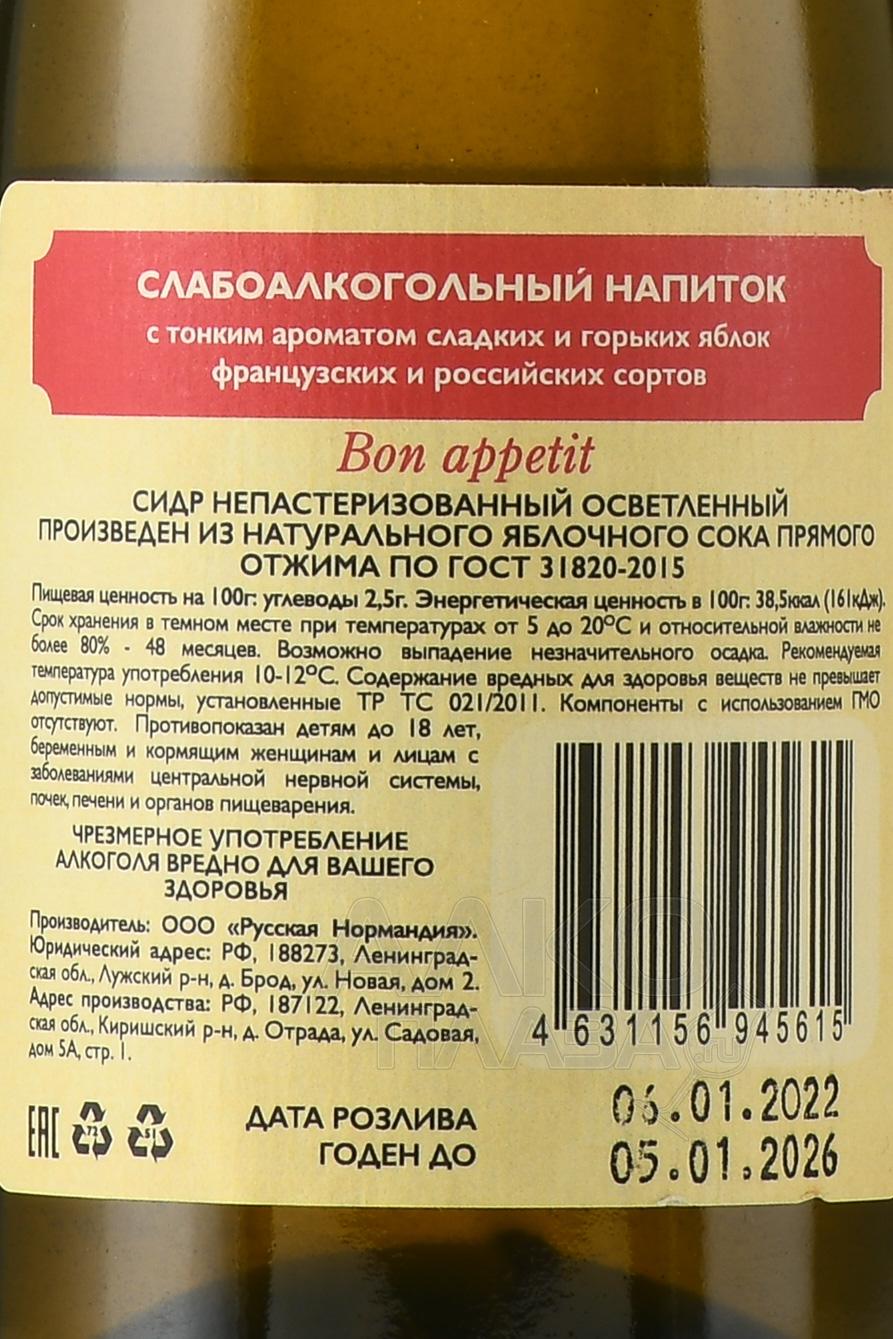 СЛАБОАЛКОГОЛЬНЫЙ НАПИТОК
с тонким ароматом сладких и горьких яблок
французских и российских сортов
Bon appetit
СИДР НЕПАСТЕРИЗОВАННЫЙ ОСВЕТЛЕННЫЙ
ПРОИЗВЕДЕН ИЗ НАТУРАЛЬНОГО ЯБЛОЧНОГО СОКА ПРЯМОГО
ОТЖИМА ПО ГОСТ 31820-2015
Пищевая ценность на 100г: углеводы 2,5г. Энергетическая ценность в 100г: 38,5ккал (161кДж).
Срок хранения в темном месте при температурах от 5 до 20°С и относительной влажности не
более 80% - 48 месяцев. Возможно выпадение незначительного осадка. Рекомендуемая
температура употребления 10-12°С. Содержание вредных для здоровья веществ не превышает
допустимые нормы, установленные ТР ТС 021/2011. Компоненты с использованием ГМО
отсутствуют. Противопоказан детям до 18 лет,
беременным и кормящим женщинам и лицам с
заболеваниями центральной нервной системы,
почек, печени и органов пищеварения.
ЧРЕЗМЕРНОЕ УПОТРЕБЛЕНИЕ
АЛКОГОЛЯ ВРЕДНО ДЛЯ ВАШЕГО
ЗДОРОВЬЯ
Производитель: ООО «Русская Нормандия».
Юридический адрес: РФ, 188273, Ленинград-
ская обл., Лужский р-н, д. Брод, ул. Новая, дом 2.
Адрес производства: РФ, 187122, Ленинград-
ская обл., Киришский р-н, д. Отрада, ул. Садовая,
дом 5А, стр. 1.
4 631156 945615
АЛКО
ПЛАЗА.ru
EAC 72 51
ДАТА РОЗЛИВА 06.01.2022
ГОДЕН ДО 05.01.2026